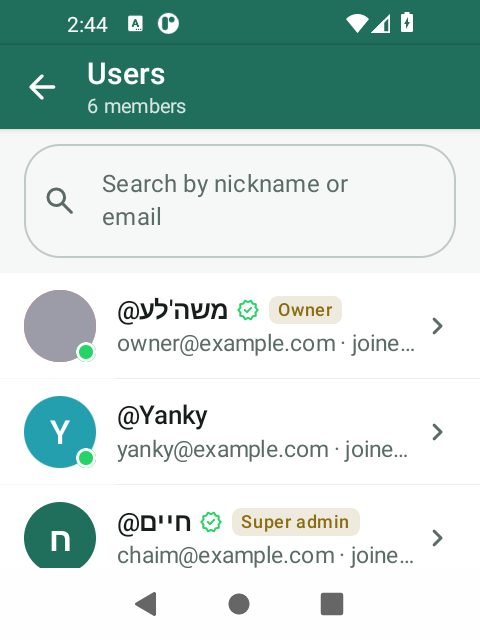 2:44
Users
6 members
Search by nickname or
email
@משה'לע Owner
owner@example.com · joine…
Y @Yanky
yanky@example.com · joine…
ח @חיים Super admin
chaim@example.com · joine…